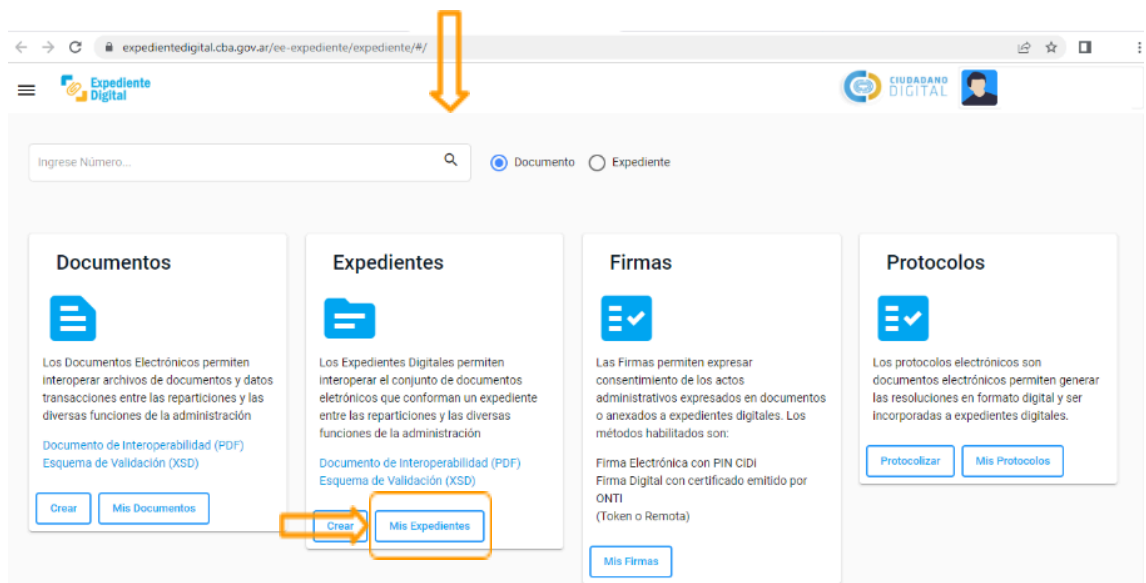 expedientedigital.cba.gov.ar/ee-expediente/expediente/#/
Expediente
Digital
CIUDADANO
DIGITAL
Ingrese Número...
Documento
Expediente
Documentos
Los Documentos Electrónicos permiten
interoperar archivos de documentos y datos
transacciones entre las reparticiones y las
diversas funciones de la administración
Documento de Interoperabilidad (PDF)
Esquema de Validación (XSD)
Crear
Mis Documentos
Expedientes
Los Expedientes Digitales permiten
interoperar el conjunto de documentos
eletrónicos que conforman un expediente
entre las reparticiones y las diversas
funciones de la administración
Documento de Interoperabilidad (PDF)
Esquema de Validación (XSD)
Crear
Mis Expedientes
Firmas
Las Firmas permiten expresar
consentimiento de los actos
administrativos expresados en documentos
o anexados a expedientes digitales. Los
métodos habilitados son:
Firma Electrónica con PIN CiDi
Firma Digital con certificado emitido por
ONTI
(Token o Remota)
Mis Firmas
Protocolos
Los protocolos electrónicos son
documentos electrónicos permiten generar
las resoluciones en formato digital y ser
incorporadas a expedientes digitales.
Protocolizar
Mis Protocolos